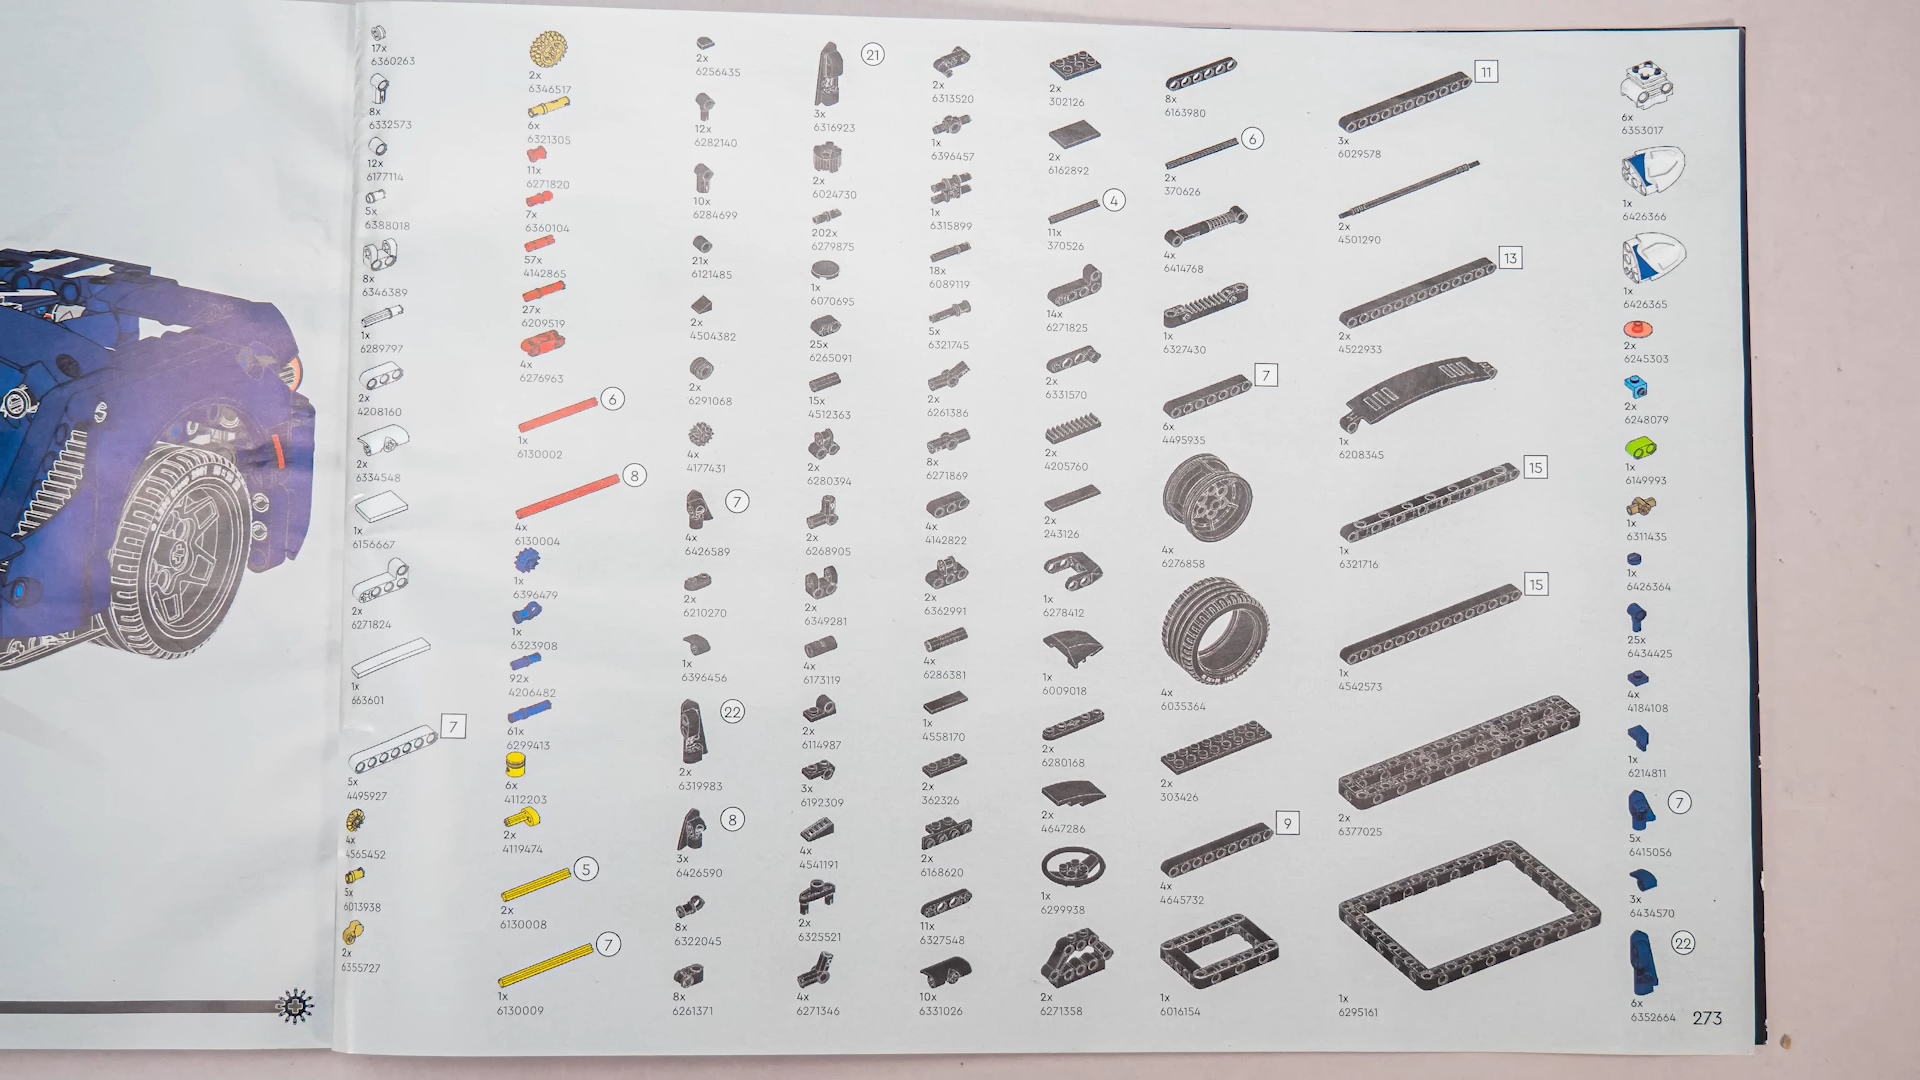 17x
6360263
8x
6332573
12x
6177114
5x
6388018
8x
6346389
1x
6289797
2x
4208160
2x
6334548
1x
6156667
2x
6271824
1x
663601
7
5x
4495927
4x
4565452
5x
6013938
2x
6355727
2x
6346517
6x
6321305
11x
6271820
7x
6360104
57x
4142865
27x
6209519
4x
6276963
6
1x
6130002
8
4x
6130004
1x
6396479
1x
6323908
92x
4206482
61x
6299413
6x
4112203
2x
4119474
5
2x
6130008
7
1x
6130009
2x
6256435
12x
6282140
10x
6284699
21x
6121485
2x
4504382
2x
6291068
4x
4177431
7
4x
6426589
2x
6210270
1x
6396456
22
2x
6319983
8
3x
6426590
8x
6322045
8x
6261371
21
3x
6316923
2x
6024730
202x
6279875
1x
6070695
25x
6265091
15x
4512363
2x
6280394
2x
6268905
2x
6349281
4x
6173119
2x
6114987
3x
6192309
4x
4541191
2x
6325521
4x
6271346
2x
6313520
1x
6396457
1x
6315899
18x
6089119
5x
6321745
2x
6261386
8x
6271869
4x
4142822
2x
6362991
4x
6286381
1x
4558170
2x
362326
2x
6168620
11x
6327548
10x
6331026
2x
302126
2x
6162892
4
11x
370526
14x
6271825
2x
6331570
2x
4205760
2x
243126
1x
6278412
1x
6009018
2x
6280168
2x
4647286
1x
6299938
2x
6271358
8x
6163980
6
2x
370626
4x
6414768
1x
6327430
7
6x
4495935
4x
6276858
4x
6035364
2x
303426
9
4x
4645732
1x
6016154
11
3x
6029578
2x
4501290
13
2x
4522933
1x
6208345
15
1x
6321716
15
1x
4542573
2x
6377025
1x
6295161
6x
6353017
1x
6426366
1x
6426365
2x
6245303
2x
6248079
1x
6149993
1x
6311435
1x
6426364
25x
6434425
4x
4184108
1x
6214811
7
5x
6415056
3x
6434570
22
6x
6352664
273